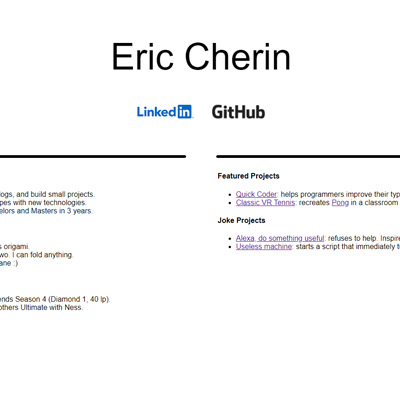 Eric Cherin
LinkedIn GitHub
logs, and build small projects.
pes with new technologies.
elors and Masters in 3 years.
s origami.
wo. I can fold anything.
ane :)
ends Season 4 (Diamond 1, 40 lp).
others Ultimate with Ness.
Featured Projects
Quick Coder: helps programmers improve their typ
Classic VR Tennis: recreates Pong in a classroom
Joke Projects
Alexa, do something useful: refuses to help. Inspire
Useless machine: starts a script that immediately tu